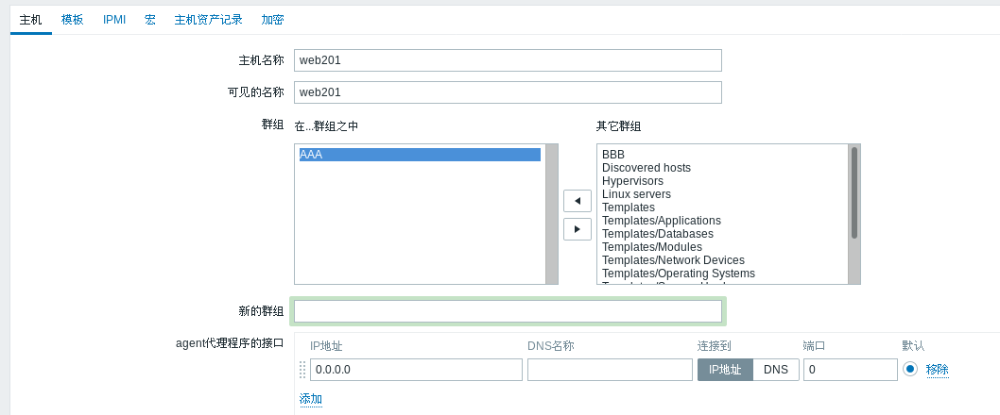 主机 模板 IPMI 宏 主机资产记录 加密
主机名称 web201
可见的名称 web201
群组 在...群组之中 其它群组
AAA
BBB
Discovered hosts
Hypervisors
Linux servers
Templates
Templates/Applications
Templates/Databases
Templates/Modules
Templates/Network Devices
Templates/Operating Systems
新的群组
agent代理程序的接口 IP地址 DNS名称 连接到 端口 默认
0.0.0.0 IP地址 DNS 0 移除
添加